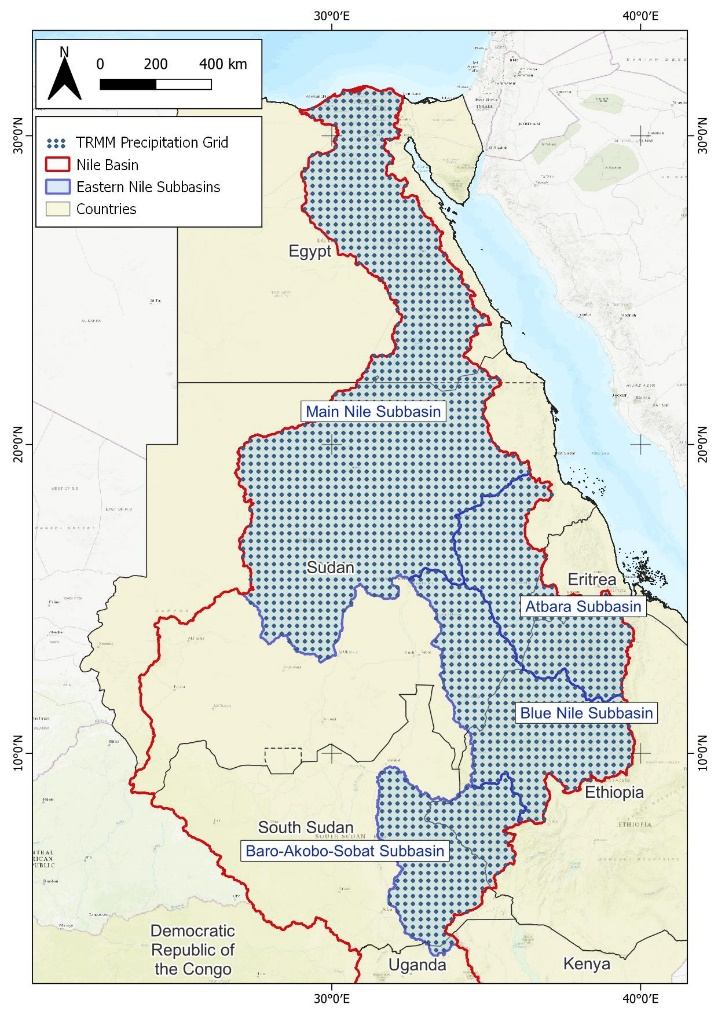 30°0'E 40°0'E
N
0 200 400 km
TRMM Precipitation Grid
Nile Basin
Eastern Nile Subbasins
Countries
30°0'N 30°0'N
Egypt
Main Nile Subbasin
20°0'N 20°0'N
Sudan
Eritrea
Atbara Subbasin
Blue Nile Subbasin
10°0'N 10°0'N
Ethiopia
ETHIOPIA
South Sudan
Baro-Akobo-Sobat Subbasin
Democratic
Republic of
the Congo
Uganda
Kenya
30°0'E 40°0'E